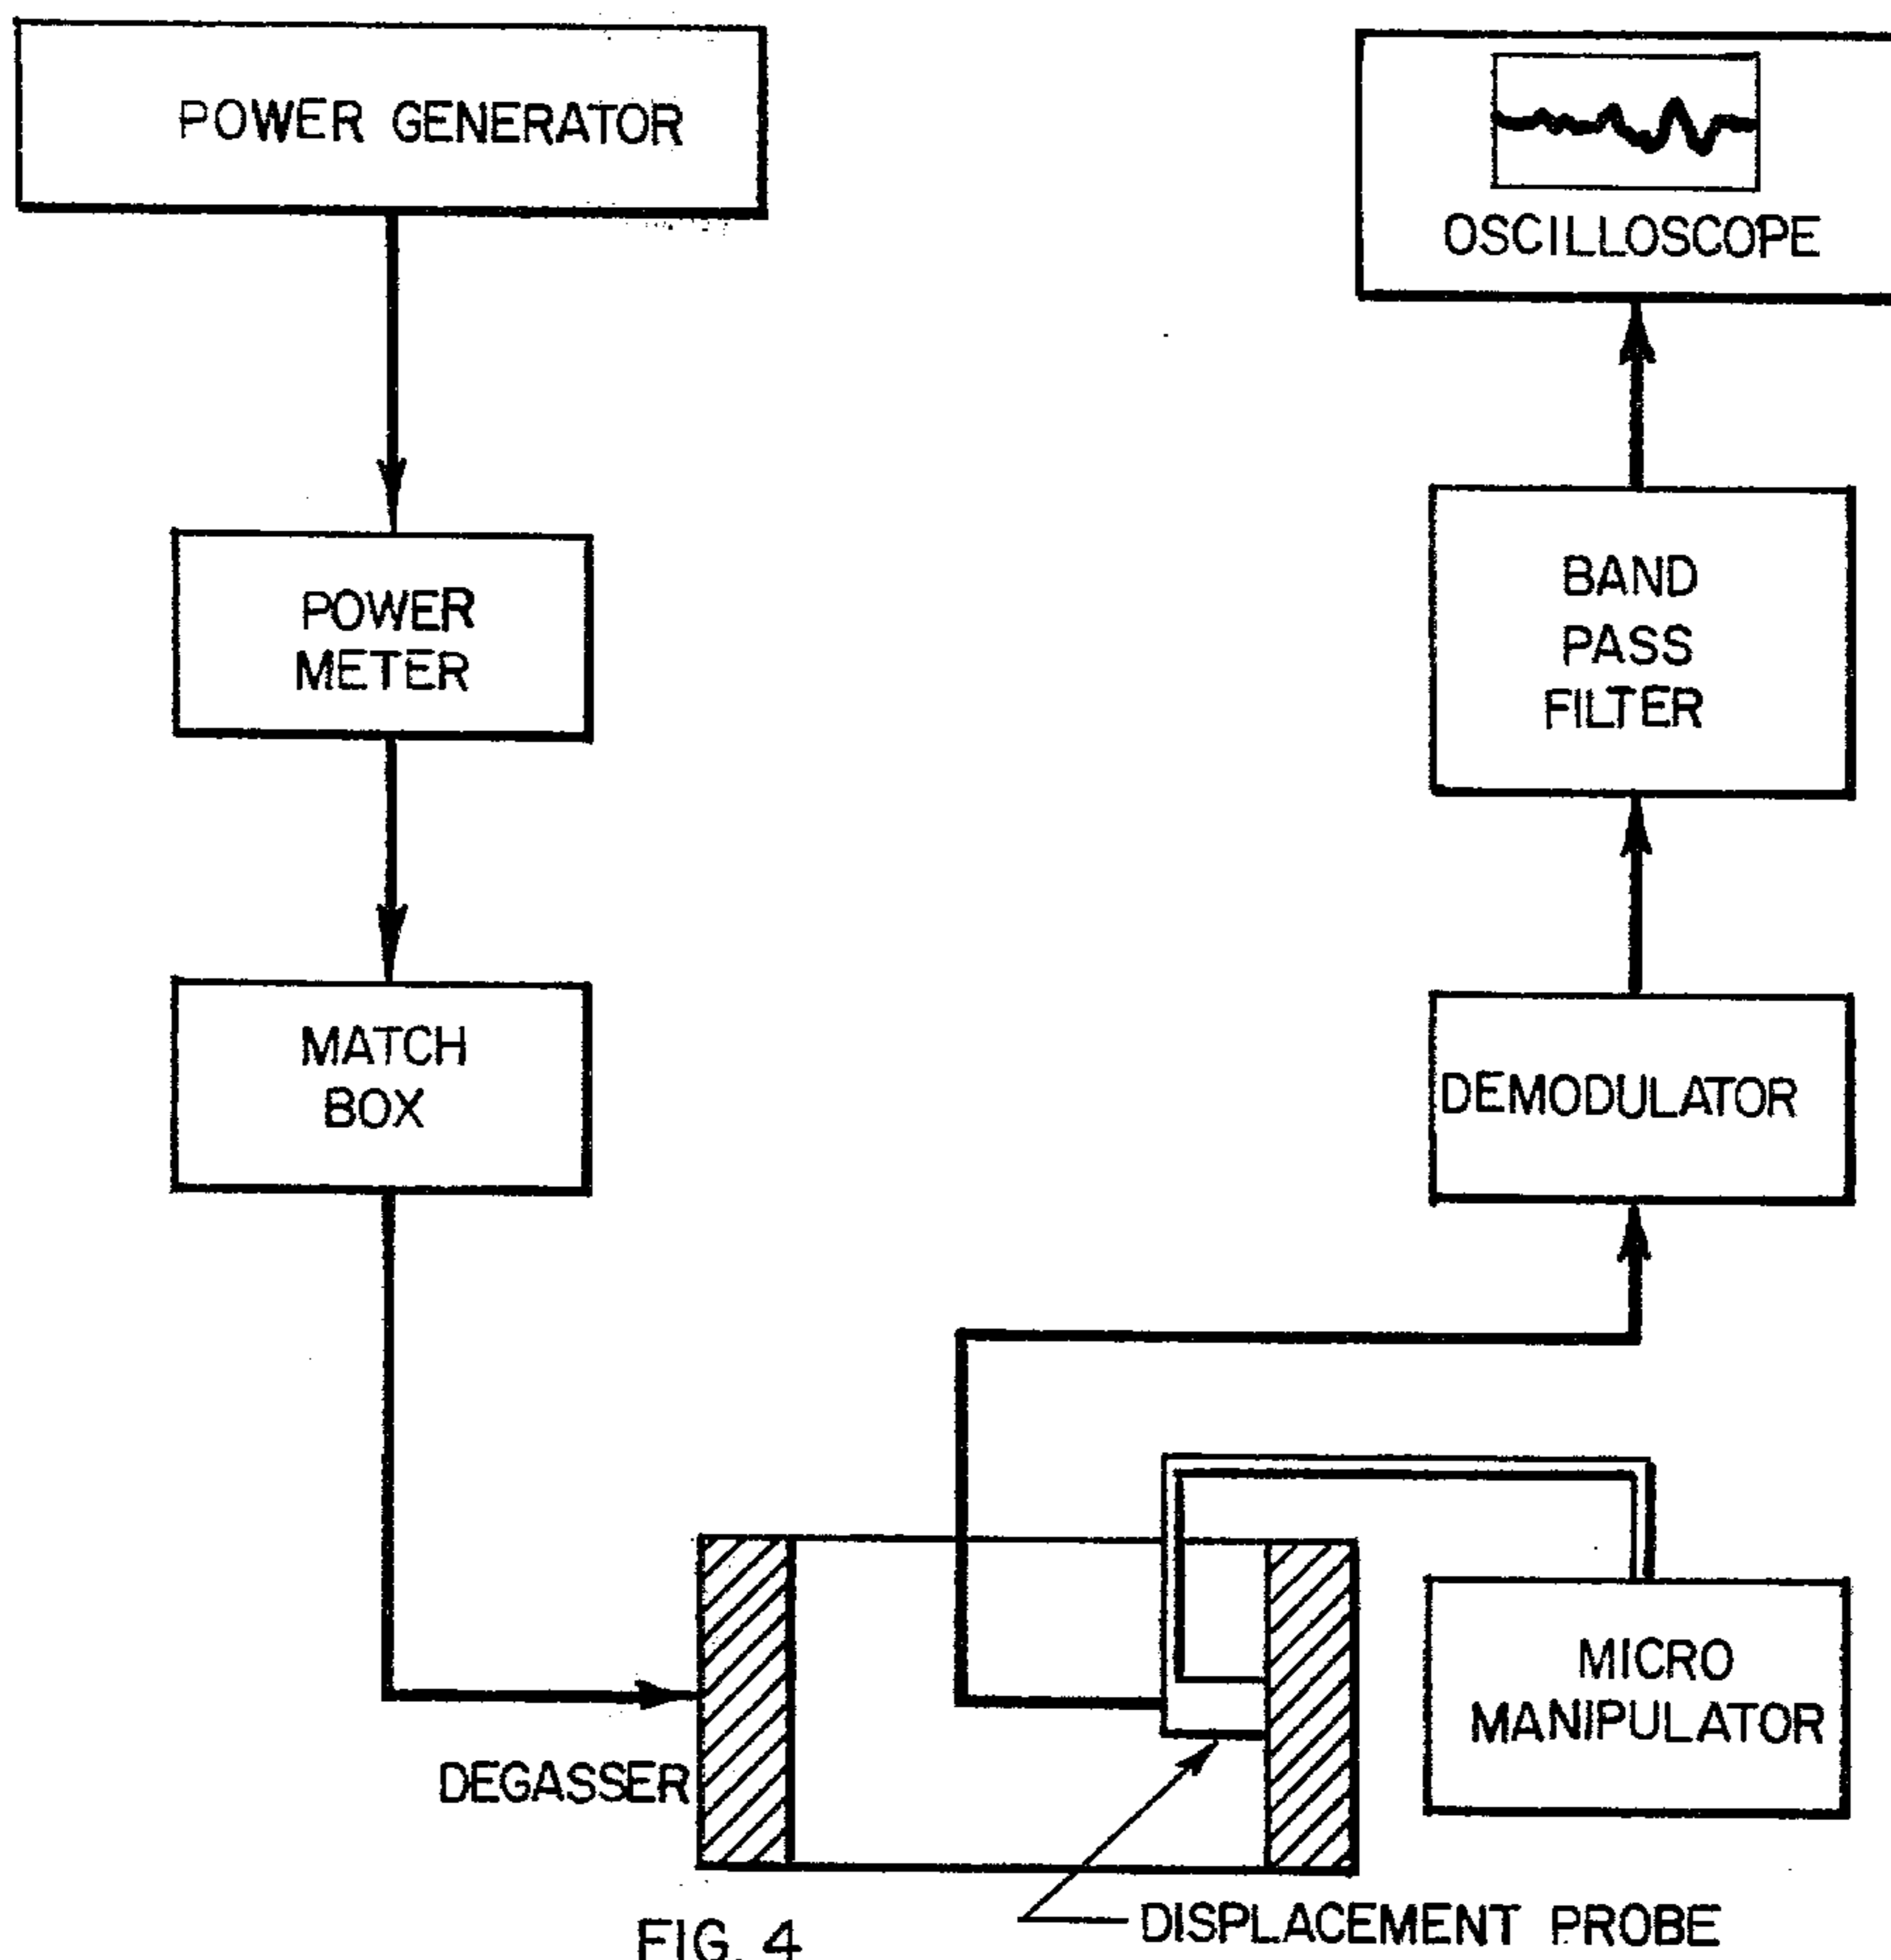 POWER GENERATOR
OSCILLOSCOPE
POWER
METER
BAND
PASS
FILTER
MATCH
BOX
DEMODULATOR
MICRO
MANIPULATOR
DEGASSER
DISPLACEMENT PROBE
FIG. 4